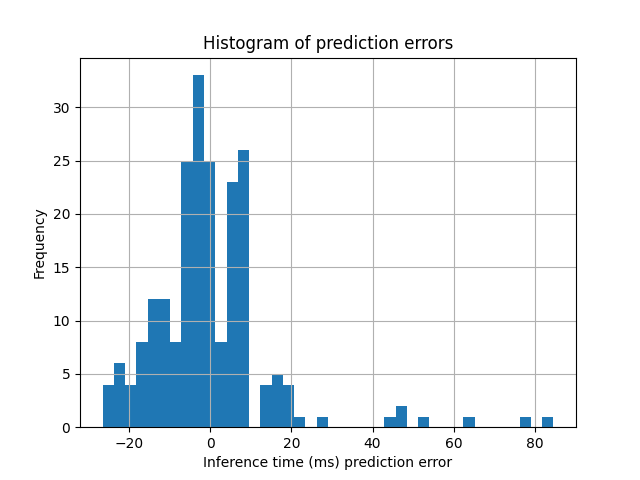 Histogram of prediction errors
Frequency
30
25
20
15
10
5
0
−20 0 20 40 60 80
Inference time (ms) prediction error